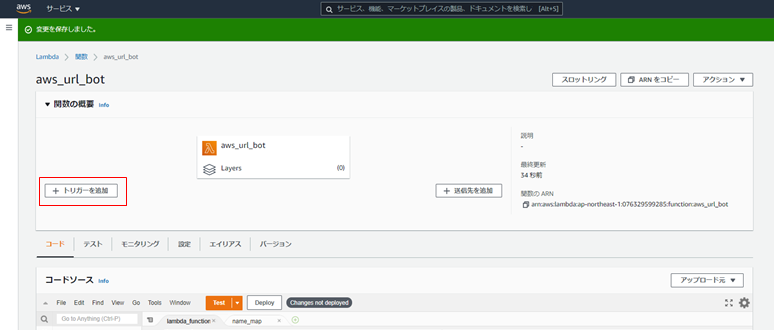 aws サービス ▼ サービス、機能、マーケットプレイスの製品、ドキュメントを検索し [Alt+S]
変更を保存しました。
Lambda > 関数 > aws_url_bot
aws_url_bot
スロットリング ARN をコピー アクション ▼
▼ 関数の概要 Info
aws_url_bot
Layers (0)
+ トリガーを追加
+ 送信先を追加
説明
-
最終更新
34 秒前
関数の ARN
arn:aws:lambda:ap-northeast-1:076329599285:function:aws_url_bot
コード テスト モニタリング 設定 エイリアス バージョン
コードソース Info
アップロード元 ▼
File Edit Find View Go Tools Window Test Deploy Changes not deployed
Go to Anything (Ctrl-P) lambda_function × name_map ×